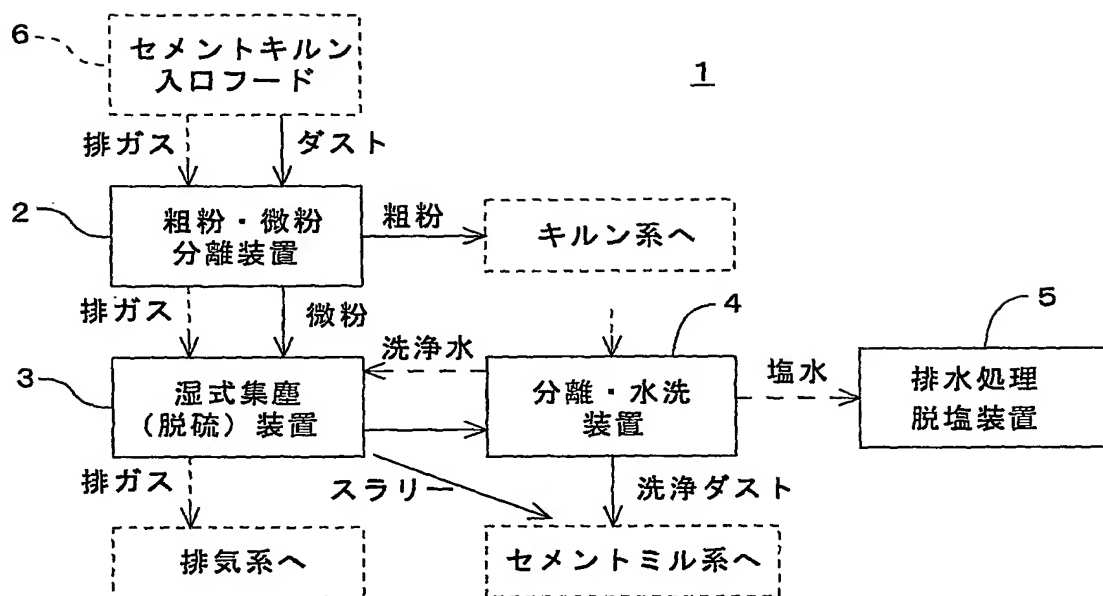 6
セメントキルン
入口フード
1
排ガス
ダスト
2
粗粉・微粉
分離装置
粗粉
キルン系へ
排ガス
微粉
4
5
洗浄水
3
湿式集塵
(脱硫)装置
分離・水洗
装置
塩水
排水処理
脱塩装置
排ガス
スラリー
洗浄ダスト
排気系へ
セメントミル系へ